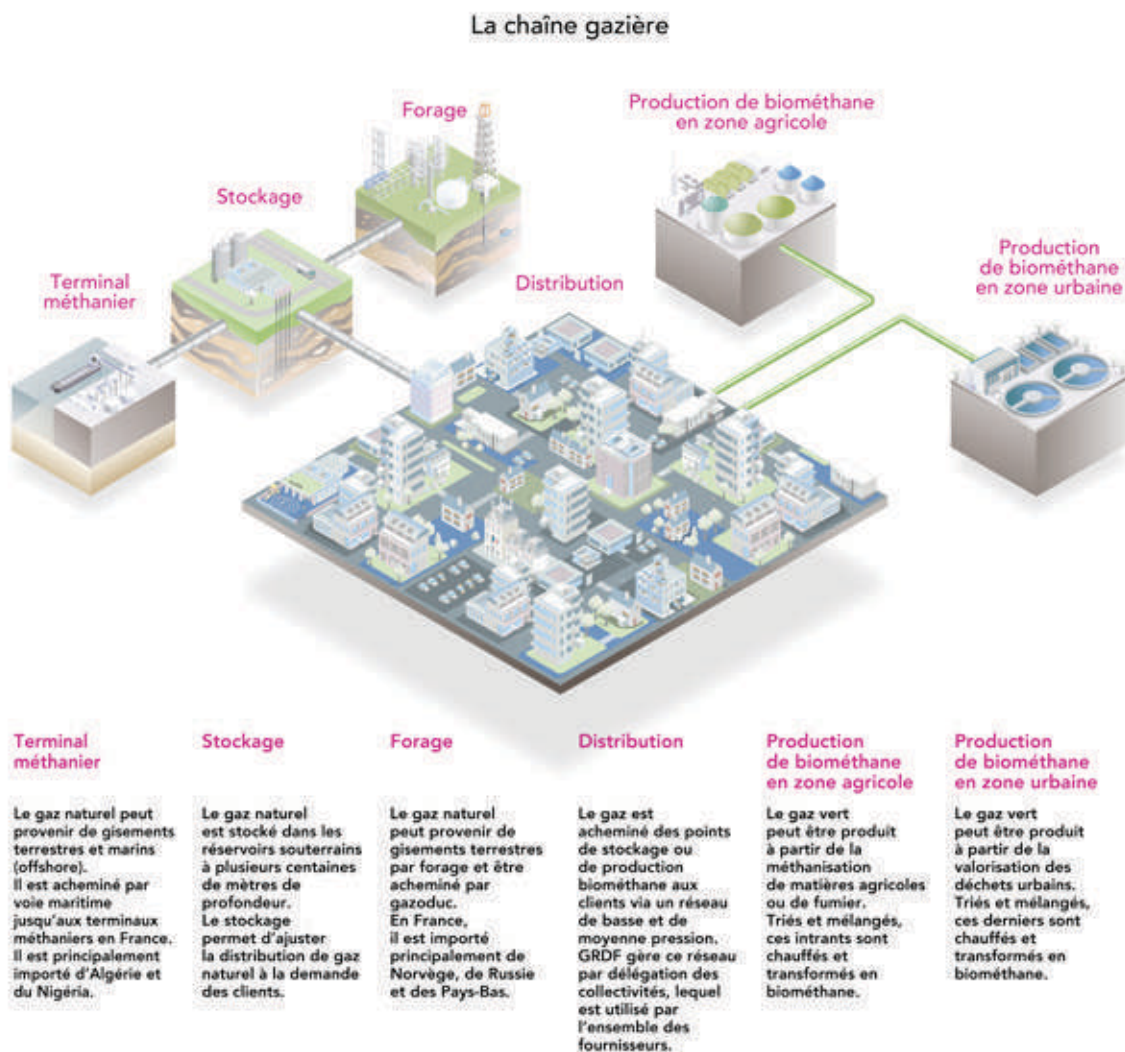 La chaîne gazière
Forage
Production de biométhane
en zone agricole
Stockage
Production
de biométhane
en zone urbaine
Terminal
méthanier
Distribution
Terminal
méthanier
Le gaz naturel peut
provenir de gisements
terrestres et marins
(offshore).
Il est acheminé par
voie maritime
jusqu'aux terminaux
méthaniers en France.
Il est principalement
importé d'Algérie et
du Nigéria.
Stockage
Le gaz naturel
est stocké dans les
réservoirs souterrains
à plusieurs centaines
de mètres de
profondeur.
Le stockage
permet d'ajuster
la distribution de gaz
naturel à la demande
des clients.
Forage
Le gaz naturel
peut provenir de
gisements terrestres
par forage et être
acheminé par
gazoduc.
En France,
il est importé
principalement de
Norvège, de Russie
et des Pays-Bas.
Distribution
Le gaz est
acheminé des points
de stockage ou
de production
biométhane aux
clients via un réseau
de basse et de
moyenne pression.
GRDF gère ce réseau
par délégation des
collectivités, lequel
est utilisé par
l'ensemble des
fournisseurs.
Production
de biométhane
en zone agricole
Le gaz vert
peut être produit
à partir de la
méthanisation
de matières agricoles
ou de fumier.
Triés et mélangés,
ces intrants sont
chauffés et
transformés en
biométhane.
Production
de biométhane
en zone urbaine
Le gaz vert
peut être produit
à partir de la
valorisation des
déchets urbains.
Triés et mélangés,
ces derniers sont
chauffés et
transformés en
biométhane.